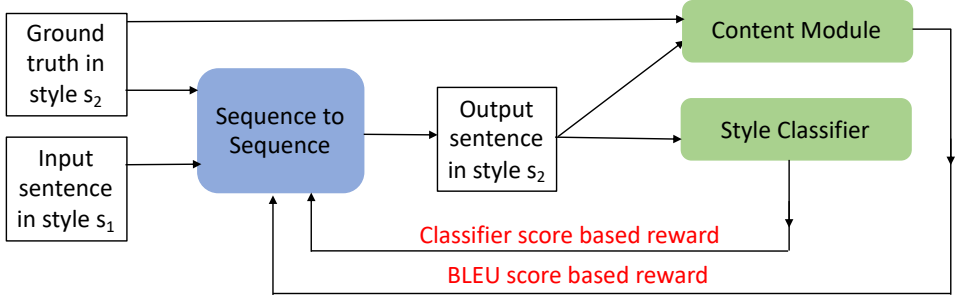 Ground
truth in
style s₂
Input
sentence
in style s₁
Sequence to
Sequence
Output
sentence
in style s₂
Content Module
Style Classifier
Classifier score based reward
BLEU score based reward